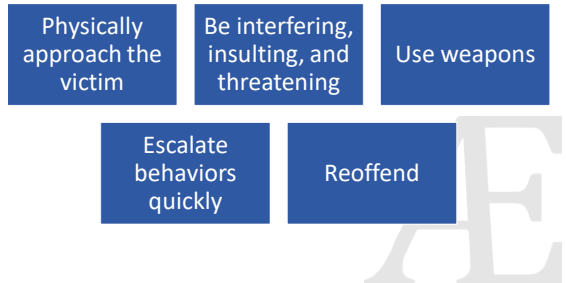 Physically
approach the
victim
Be interfering,
insulting, and
threatening
Use weapons
Escalate
behaviors
quickly
Reoffend
Æ